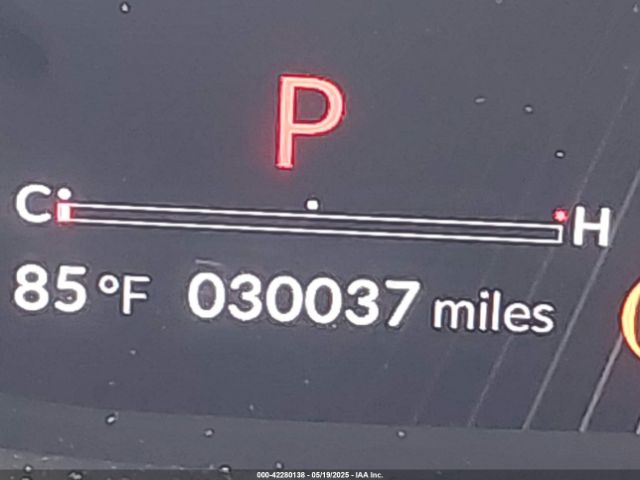 P
C H
85°F 030037 miles
000-42280138 - 05/19/2025 - IAA Inc.